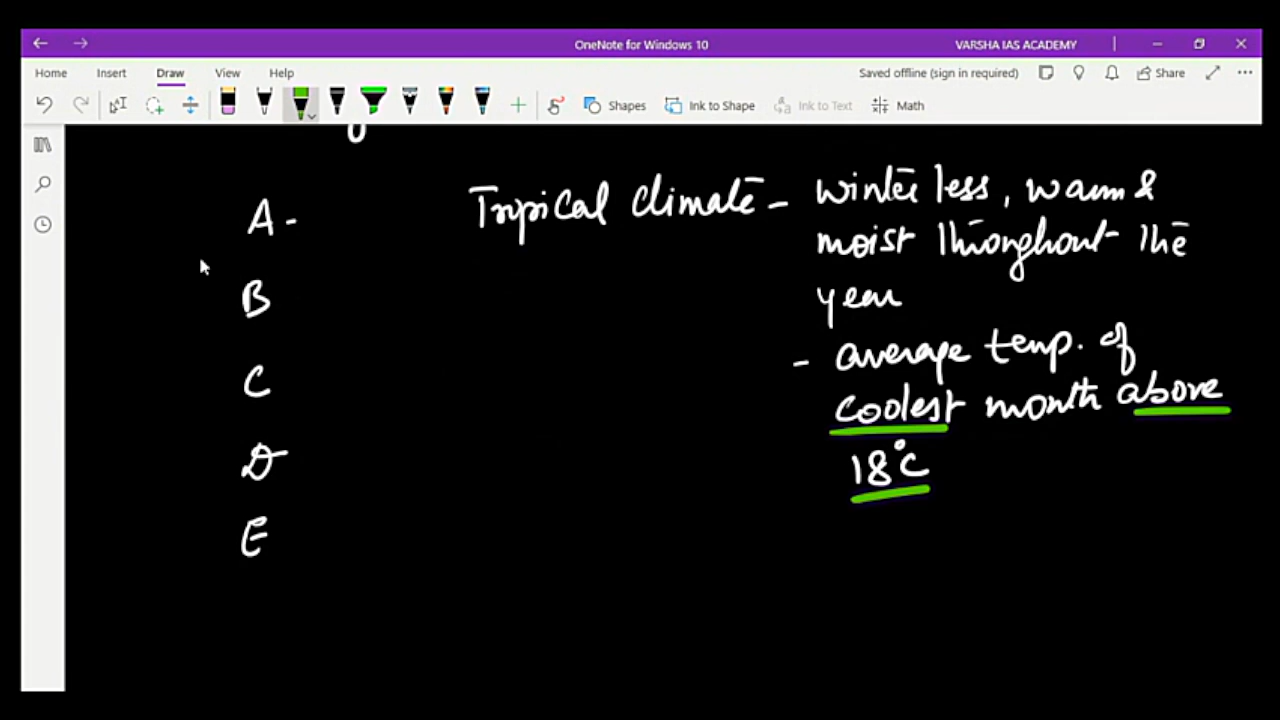 OneNote for Windows 10
VARSHA IAS ACADEMY
Home Insert Draw View Help
Saved offline (sign in required)
Share
Shapes
Ink to Shape
Ink to Text
Math
A - Tropical climate - winter less, warm &
moist throughout the
year
- average temp. of
coolest month above
18°C
B
C
D
E